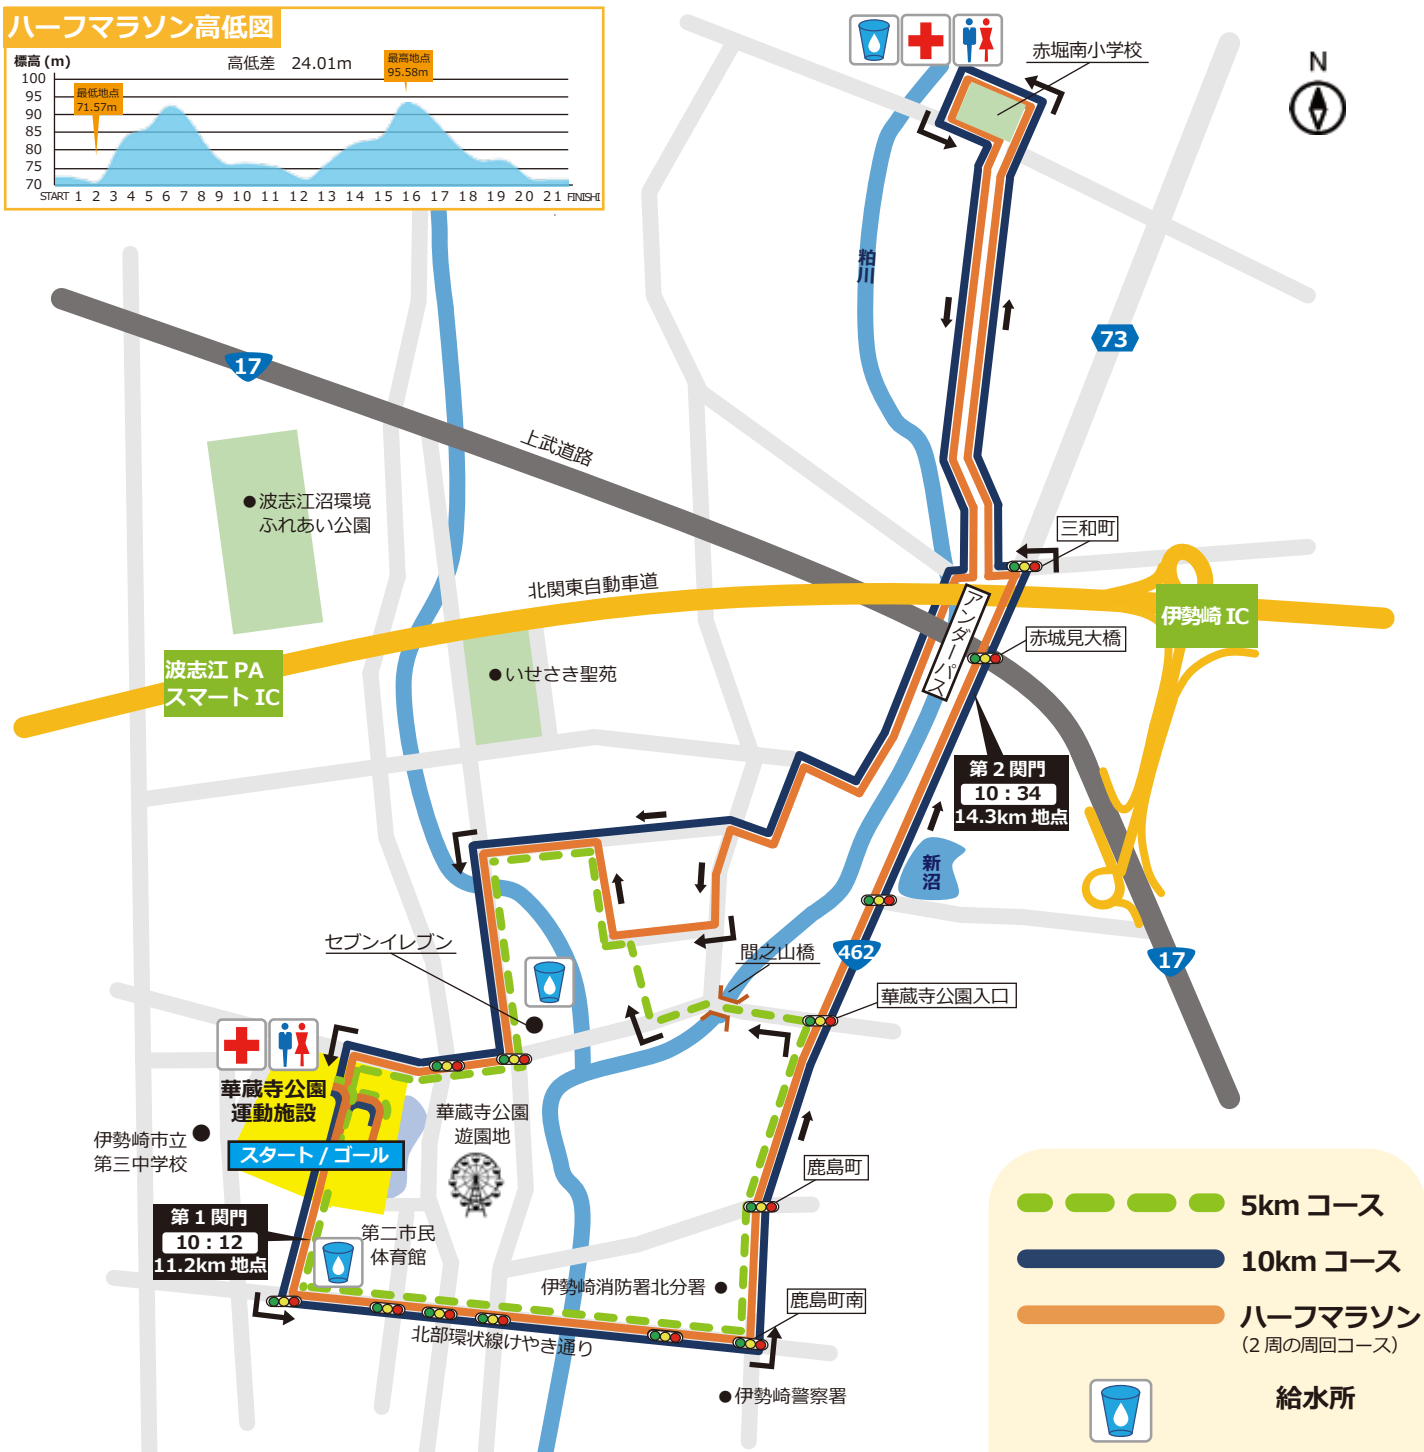 ハーフマラソン高低図
標高 (m)
高低差 24.01m
最高地点
95.58m
最低地点
71.57m
100
95
90
85
80
75
70
START 1 2 3 4 5 6 7 8 9 10 11 12 13 14 15 16 17 18 19 20 21 FINISH
赤堀南小学校
N
粕川
73
17
上武道路
波志江沼環境
ふれあい公園
三和町
北関東自動車道
伊勢崎 IC
アンダーパス
赤城見大橋
波志江 PA
スマート IC
いせさき聖苑
第 2 関門
10:34
14.3km 地点
新沼
セブンイレブン
間之山橋
462
17
華蔵寺公園入口
華蔵寺公園
運動施設
華蔵寺公園
遊園地
伊勢崎市立
第三中学校
スタート / ゴール
鹿島町
第 1 関門
10:12
11.2km 地点
第二市民
体育館
伊勢崎消防署北分署
鹿島町南
北部環状線けやき通り
伊勢崎警察署
5km コース
10km コース
ハーフマラソン
(2 周の周回コース)
給水所